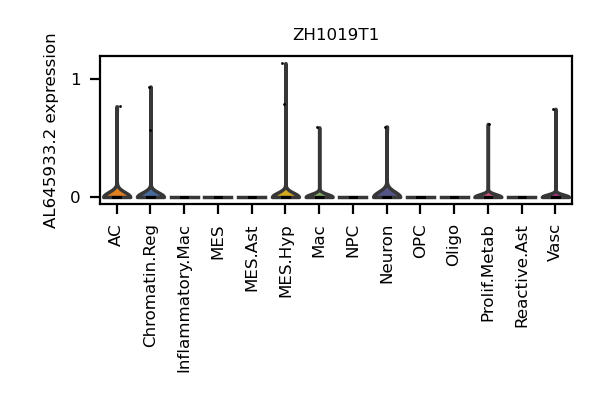 ZH1019T1
AL645933.2 expression
1
0
AC
Chromatin.Reg
Inflammatory.Mac
MES
MES.Ast
MES.Hyp
Mac
NPC
Neuron
OPC
Oligo
Prolif.Metab
Reactive.Ast
Vasc